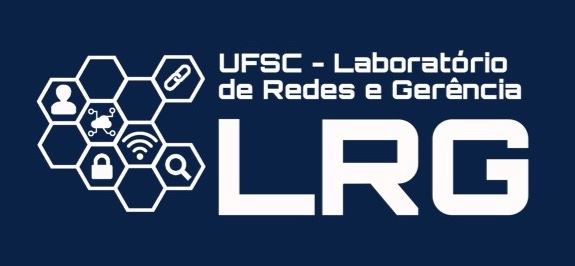 UFSC - Laboratório
de Redes e Gerência
LRG